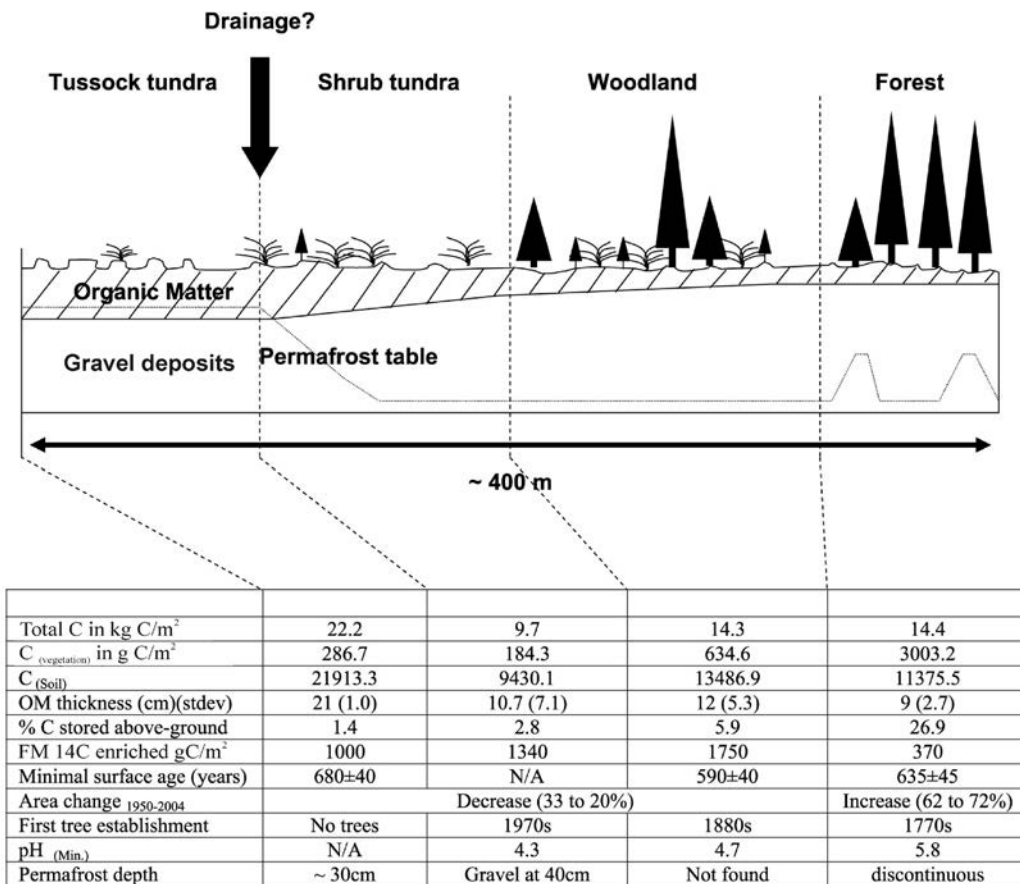 Drainage?
Tussock tundra Shrub tundra Woodland Forest
Organic Matter
Gravel deposits Permafrost table
~ 400 m
Total C in kg C/m² 22.2 9.7 14.3 14.4
C (vegetation) in g C/m² 286.7 184.3 634.6 3003.2
C (Soil) 21913.3 9430.1 13486.9 11375.5
OM thickness (cm)(stdev) 21 (1.0) 10.7 (7.1) 12 (5.3) 9 (2.7)
% C stored above-ground 1.4 2.8 5.9 26.9
FM 14C enriched gC/m² 1000 1340 1750 370
Minimal surface age (years) 680±40 N/A 590±40 635±45
Area change 1950-2004 Decrease (33 to 20%) Increase (62 to 72%)
First tree establishment No trees 1970s 1880s 1770s
pH (Min.) N/A 4.3 4.7 5.8
Permafrost depth ~ 30cm Gravel at 40cm Not found discontinuous